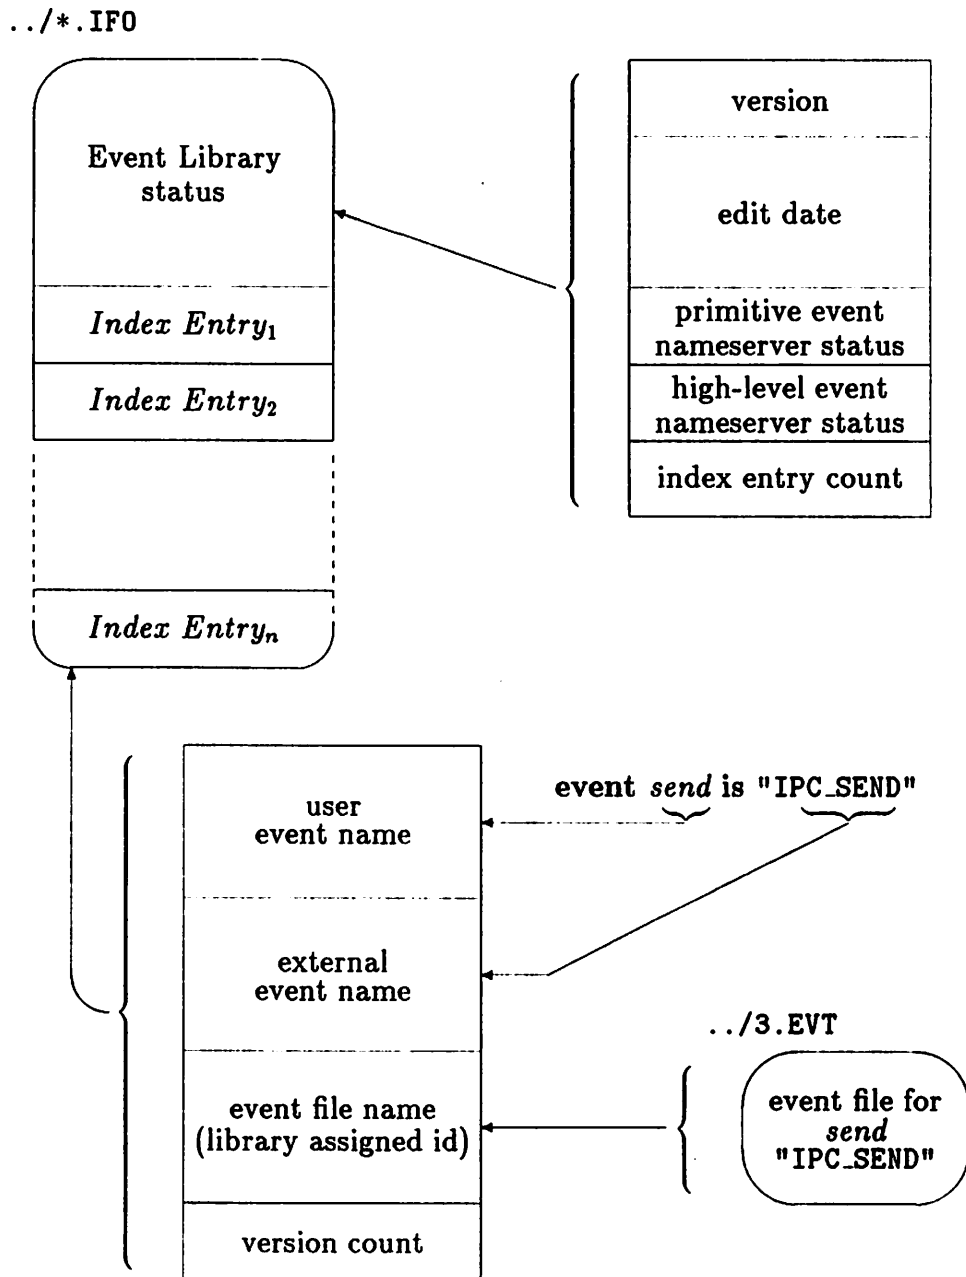 ../*.IFO
Event Library
status
Index Entry₁
Index Entry₂
Index Entryₙ
version
edit date
primitive event
nameserver status
high-level event
nameserver status
index entry count
user
event name
external
event name
event file name
(library assigned id)
version count
event send is "IPC_SEND"
../3.EVT
event file for
send
"IPC_SEND"